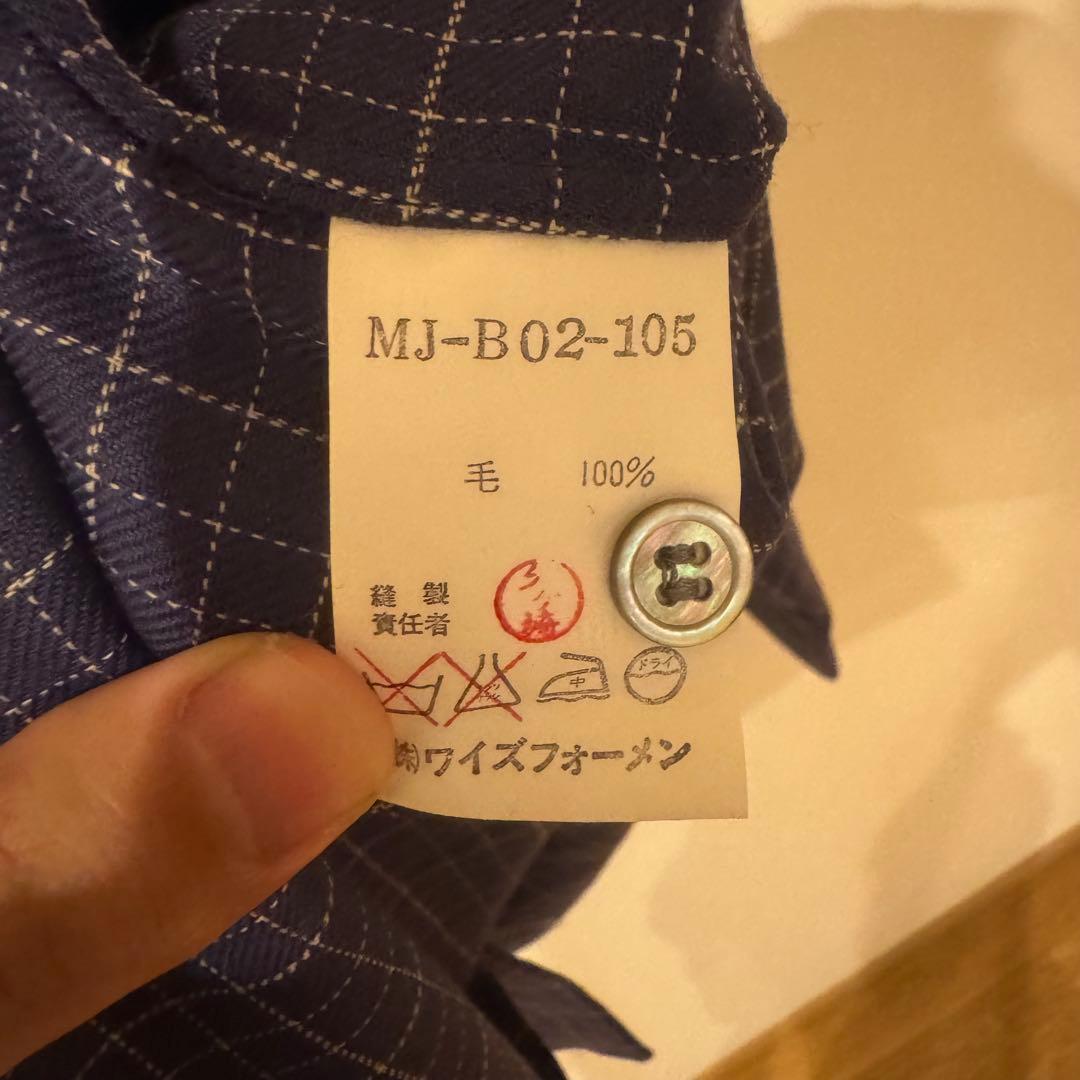 MJ-B02-105
毛 100%
縫製
責任者
中
ドライ
㈱ワイズフォーメン